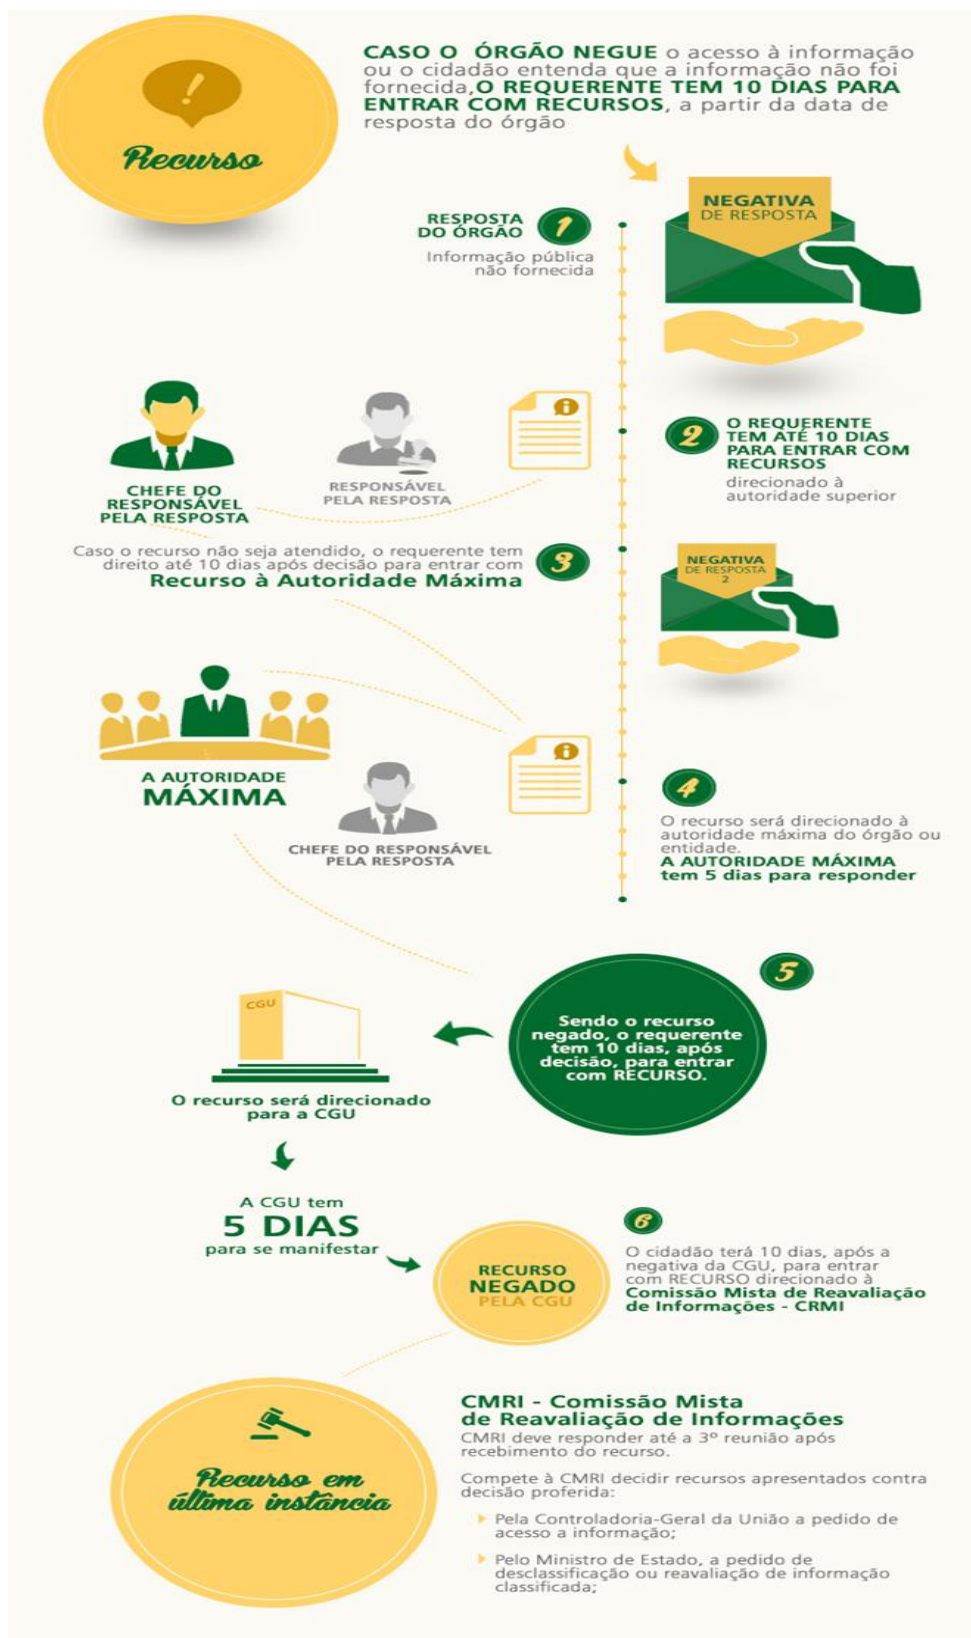 Recurso
CASO O ÓRGÃO NEGUE o acesso à informação
ou o cidadão entenda que a informação não foi
fornecida,O REQUERENTE TEM 10 DIAS PARA
ENTRAR COM RECURSOS, a partir da data de
resposta do órgão
NEGATIVA
DE RESPOSTA
RESPOSTA
DO ÓRGÃO
1
Informação pública
não fornecida
CHEFE DO
RESPONSÁVEL
PELA RESPOSTA
RESPONSÁVEL
PELA RESPOSTA
2
O REQUERENTE
TEM ATÉ 10 DIAS
PARA ENTRAR COM
RECURSOS
direcionado à
autoridade superior
Caso o recurso não seja atendido, o requerente tem
direito até 10 dias após decisão para entrar com
Recurso à Autoridade Máxima
3
NEGATIVA
DE RESPOSTA
2
A AUTORIDADE
MÁXIMA
CHEFE DO RESPONSÁVEL
PELA RESPOSTA
4
O recurso será direcionado à
autoridade máxima do órgão ou
entidade.
A AUTORIDADE MÁXIMA
tem 5 dias para responder
5
Sendo o recurso
negado, o requerente
tem 10 dias, após
decisão, para entrar
com RECURSO.
CGU
O recurso será direcionado
para a CGU
A CGU tem
5 DIAS
para se manifestar
RECURSO
NEGADO
PELA CGU
6
O cidadão terá 10 dias, após a
negativa da CGU, para entrar
com RECURSO direcionado à
Comissão Mista de Reavaliação
de Informações - CRMI
Recurso em
última instância
CMRI - Comissão Mista
de Reavaliação de Informações
CMRI deve responder até a 3º reunião após
recebimento do recurso.
Compete à CMRI decidir recursos apresentados contra
decisão proferida:
Pela Controladoria-Geral da União a pedido de
acesso a informação;
Pelo Ministro de Estado, a pedido de
desclassificação ou reavaliação de informação
classificada;